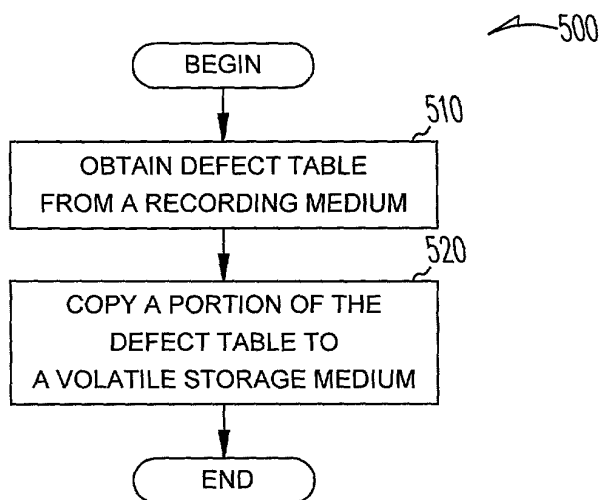 500
BEGIN
510
OBTAIN DEFECT TABLE
FROM A RECORDING MEDIUM
520
COPY A PORTION OF THE
DEFECT TABLE TO
A VOLATILE STORAGE MEDIUM
END